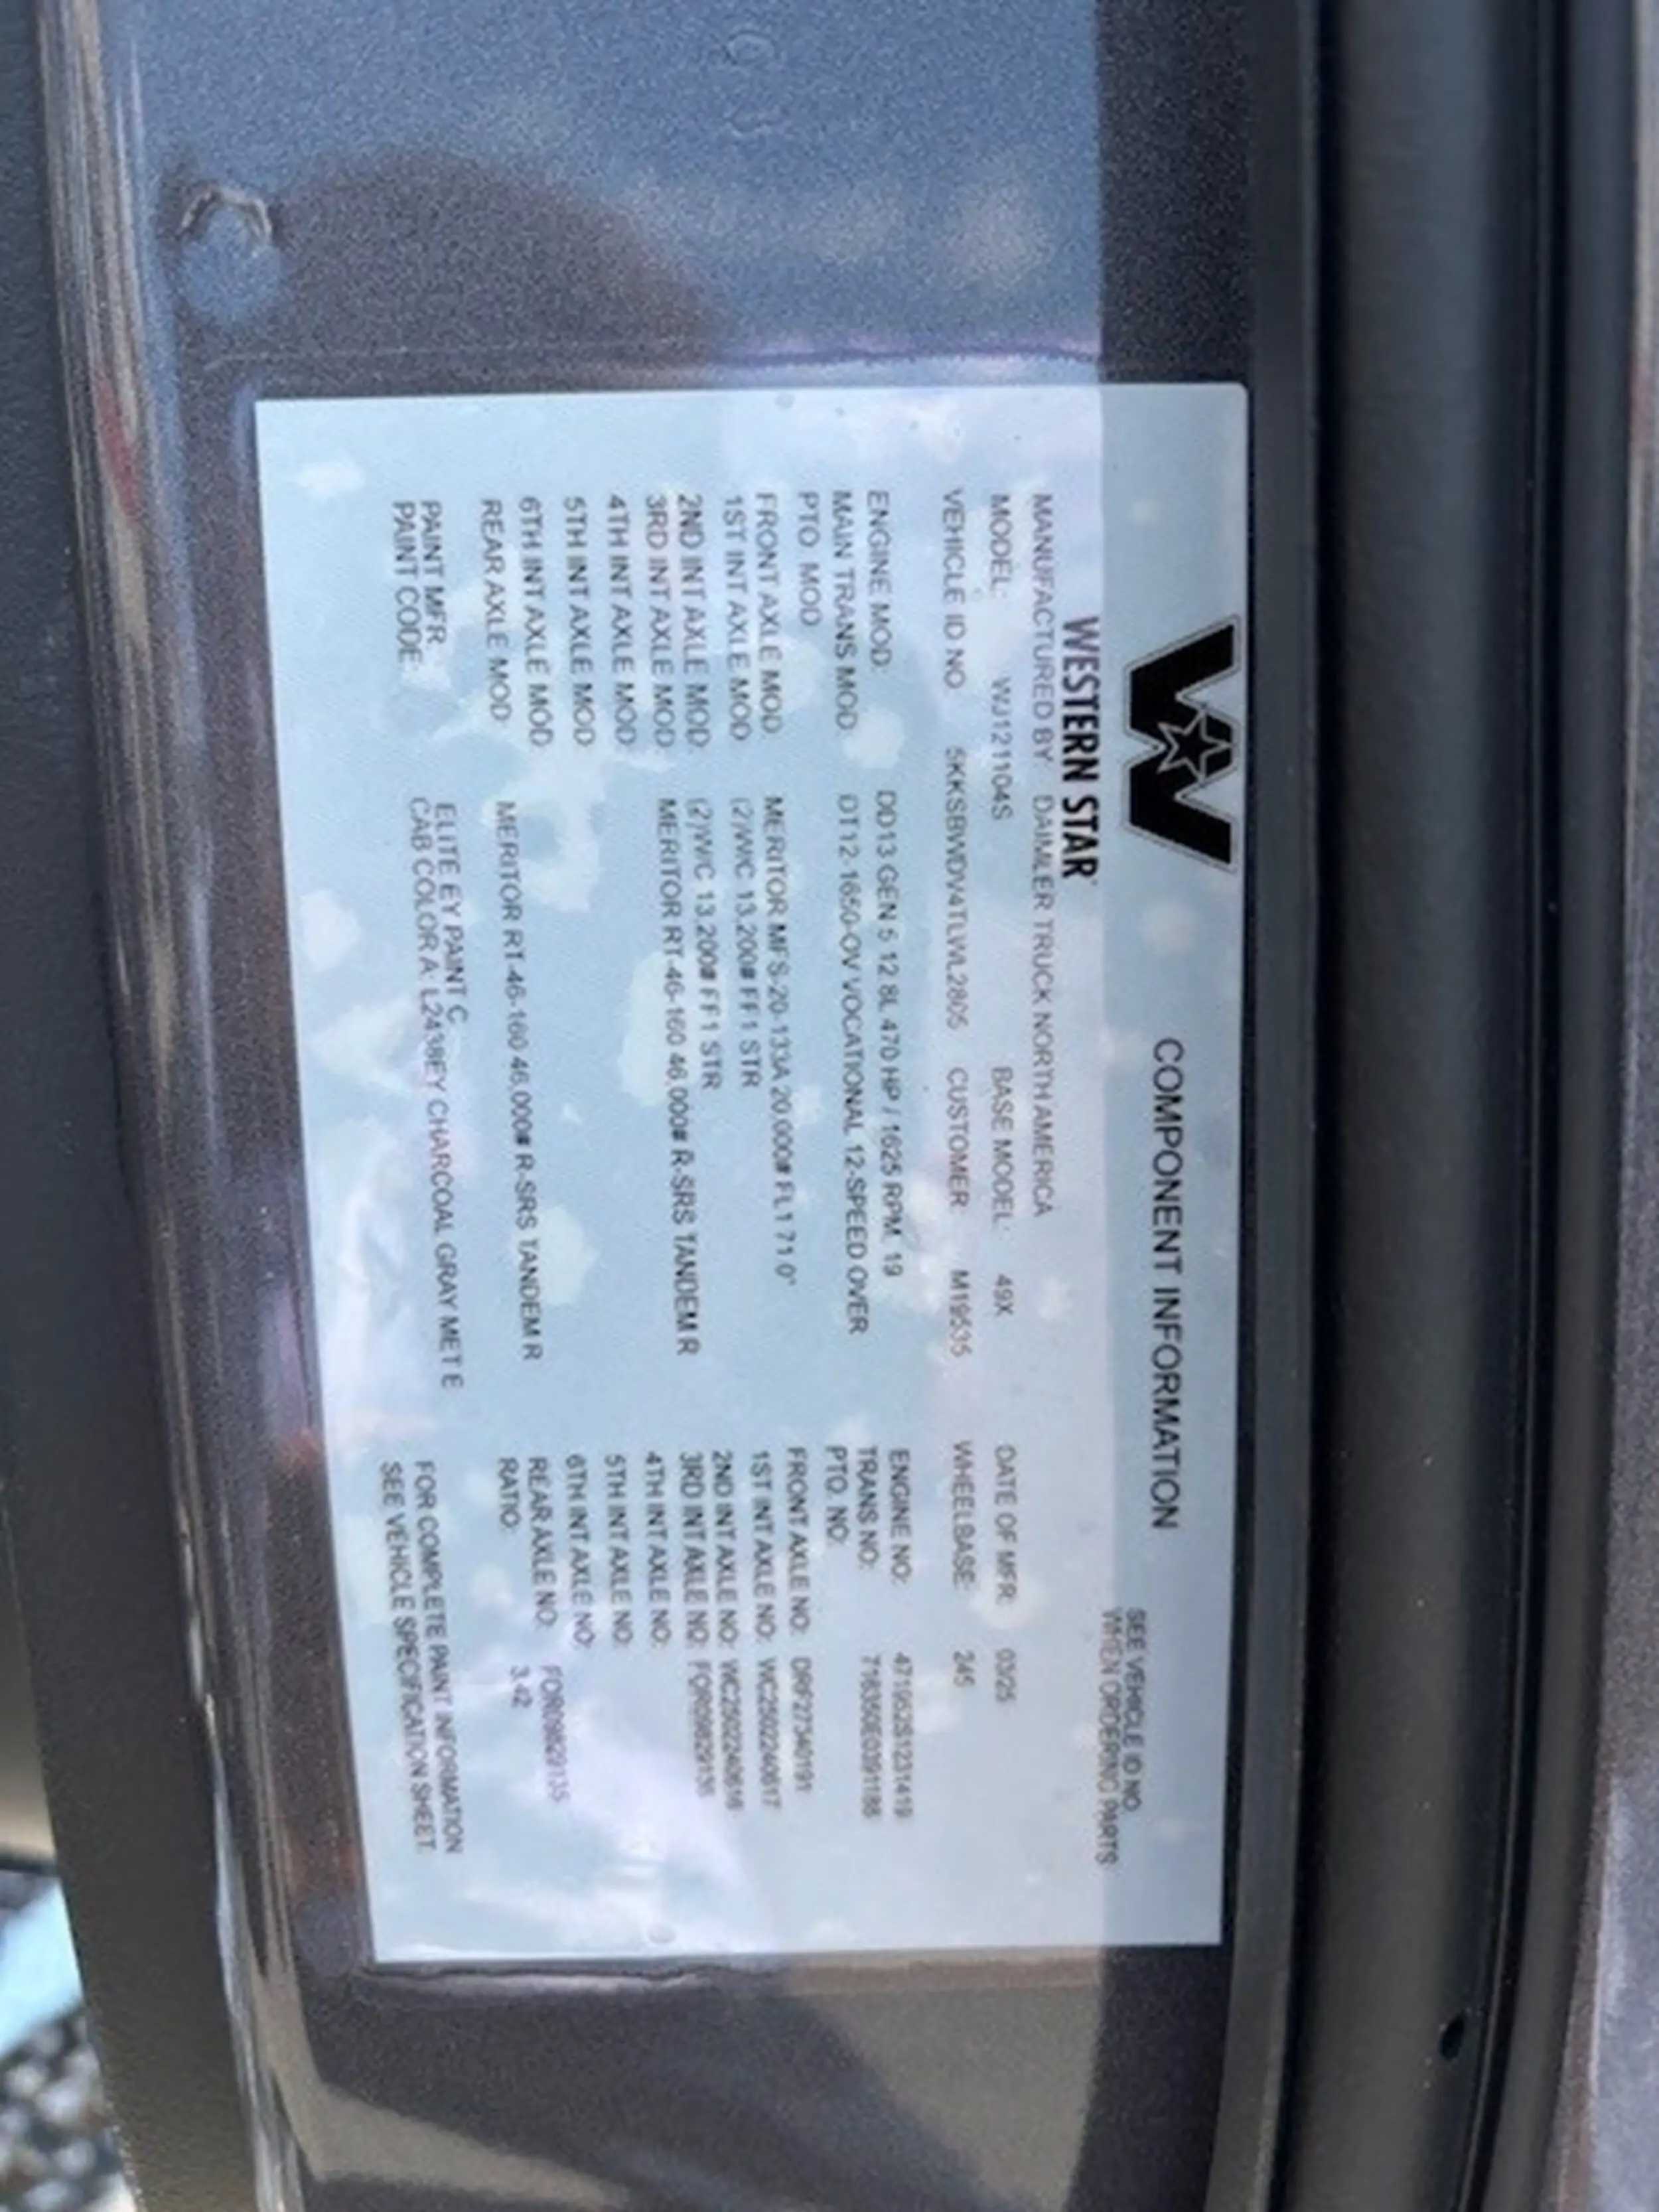 COMPONENT INFORMATION
SEE VEHICLE ID NO.
WHEN ORDERING PARTS
WESTERN STAR
MANUFACTURED BY DAIMLER TRUCK NORTH AMERICA
MODEL: WJ121104S BASE MODEL: 49X DATE OF MFR: 03/25
VEHICLE ID NO. 5KKSBWDV4TLWL2805 CUSTOMER: M19535 WHEELBASE: 245
ENGINE MOD: DD13 GEN 5 12.8L 470 HP / 1625 RPM, 19 ENGINE NO: 471952S1231419
MAIN TRANS MOD: DT12 1650-OV VOCATIONAL 12-SPEED OVER TRANS NO: 716350E0391188
PTO. MOD PTO. NO:
FRONT AXLE MOD: MERITOR MFS-20-133A 20,000# FL1 71.0" FRONT AXLE NO: DRF27340191
1ST INT AXLE MOD: (2)WC 13,200# FF1 STR 1ST INT AXLE NO: WC250224061T
2ND INT AXLE MOD: (2)WC 13,200# FF1 STR 2ND INT AXLE NO:
3RD INT AXLE MOD: MERITOR RT-46-160 46,000# R-SRS TANDEM R 3RD INT AXLE NO: FOR09829135
4TH INT AXLE MOD: 4TH INT AXLE NO:
5TH INT AXLE MOD: 5TH INT AXLE NO:
6TH INT AXLE MOD: 6TH INT AXLE NO:
REAR AXLE MOD: MERITOR RT-46-160 46,000# R-SRS TANDEM R REAR AXLE NO: FOR09829135
RATIO: 3.42
PAINT MFR: ELITE EY PAINT C FOR COMPLETE PAINT INFORMATION
PAINT CODE: CAB COLOR A: L2438EY CHARCOAL GRAY MET E SEE VEHICLE SPECIFICATION SHEET.